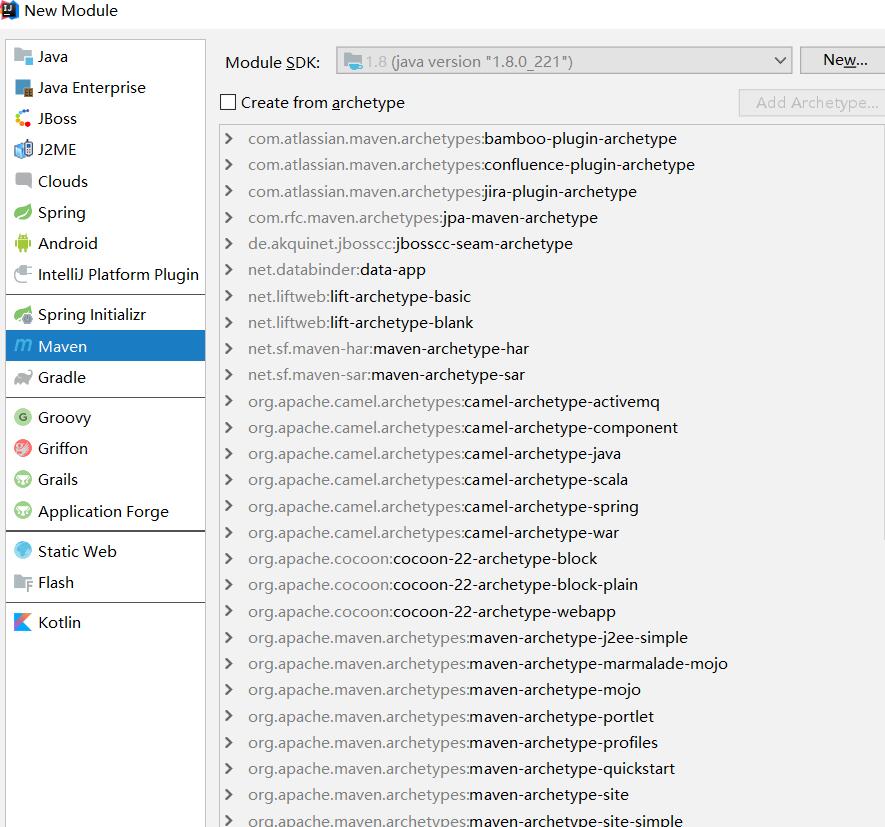 New Module
Java
Java Enterprise
JBoss
J2ME
Clouds
Spring
Android
IntelliJ Platform Plugin
Spring Initializr
Maven
Gradle
Groovy
Griffon
Grails
Application Forge
Static Web
Flash
Kotlin
Module SDK: 1.8 (java version "1.8.0_221") New...
Create from archetype Add Archetype...
com.atlassian.maven.archetypes:bamboo-plugin-archetype
com.atlassian.maven.archetypes:confluence-plugin-archetype
com.atlassian.maven.archetypes:jira-plugin-archetype
com.rfc.maven.archetypes:jpa-maven-archetype
de.akquinet.jbosscc:jbosscc-seam-archetype
net.databinder:data-app
net.liftweb:lift-archetype-basic
net.liftweb:lift-archetype-blank
net.sf.maven-har:maven-archetype-har
net.sf.maven-sar:maven-archetype-sar
org.apache.camel.archetypes:camel-archetype-activemq
org.apache.camel.archetypes:camel-archetype-component
org.apache.camel.archetypes:camel-archetype-java
org.apache.camel.archetypes:camel-archetype-scala
org.apache.camel.archetypes:camel-archetype-spring
org.apache.camel.archetypes:camel-archetype-war
org.apache.cocoon:cocoon-22-archetype-block
org.apache.cocoon:cocoon-22-archetype-block-plain
org.apache.cocoon:cocoon-22-archetype-webapp
org.apache.maven.archetypes:maven-archetype-j2ee-simple
org.apache.maven.archetypes:maven-archetype-marmalade-mojo
org.apache.maven.archetypes:maven-archetype-mojo
org.apache.maven.archetypes:maven-archetype-portlet
org.apache.maven.archetypes:maven-archetype-profiles
org.apache.maven.archetypes:maven-archetype-quickstart
org.apache.maven.archetypes:maven-archetype-site
org.apache.maven.archetypes:maven-archetype-site-simple